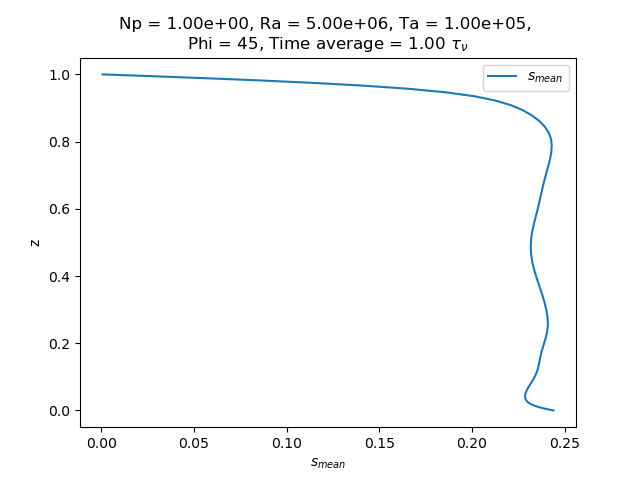 Np = 1.00e+00, Ra = 5.00e+06, Ta = 1.00e+05,
Phi = 45, Time average = 1.00 τ_ν
s_mean
1.0
0.8
0.6
0.4
0.2
0.0
z
0.00 0.05 0.10 0.15 0.20 0.25
s_mean